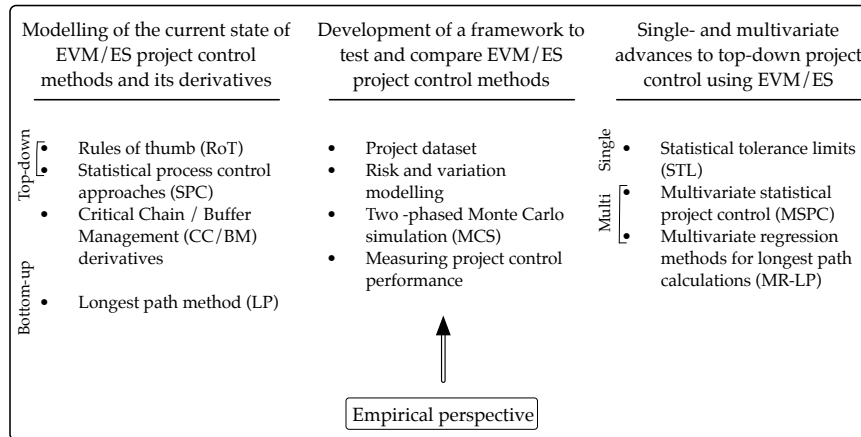 Modelling of the current state of
EVM/ES project control
methods and its derivatives
Top-down
• Rules of thumb (RoT)
• Statistical process control
approaches (SPC)
• Critical Chain / Buffer
Management (CC/BM)
derivatives
Bottom-up
• Longest path method (LP)
Development of a framework to
test and compare EVM/ES
project control methods
• Project dataset
• Risk and variation
modelling
• Two -phased Monte Carlo
simulation (MCS)
• Measuring project control
performance
Empirical perspective
Single- and multivariate
advances to top-down project
control using EVM/ES
Single
• Statistical tolerance limits
(STL)
Multi
• Multivariate statistical
project control (MSPC)
• Multivariate regression
methods for longest path
calculations (MR-LP)